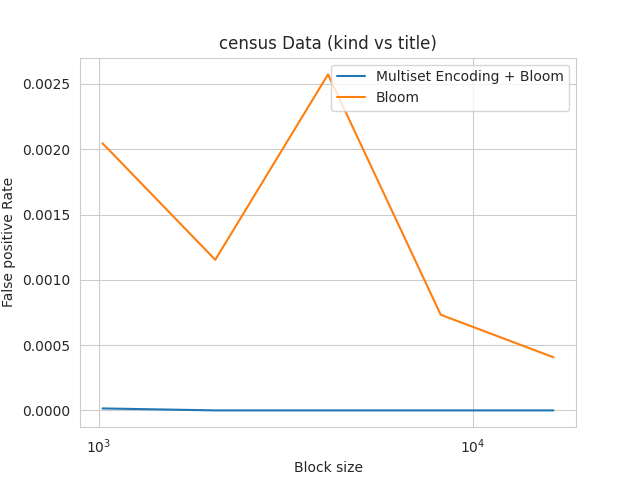 census Data (kind vs title)
Multiset Encoding + Bloom
Bloom
False positive Rate
0.0025
0.0020
0.0015
0.0010
0.0005
0.0000
10³
10⁴
Block size